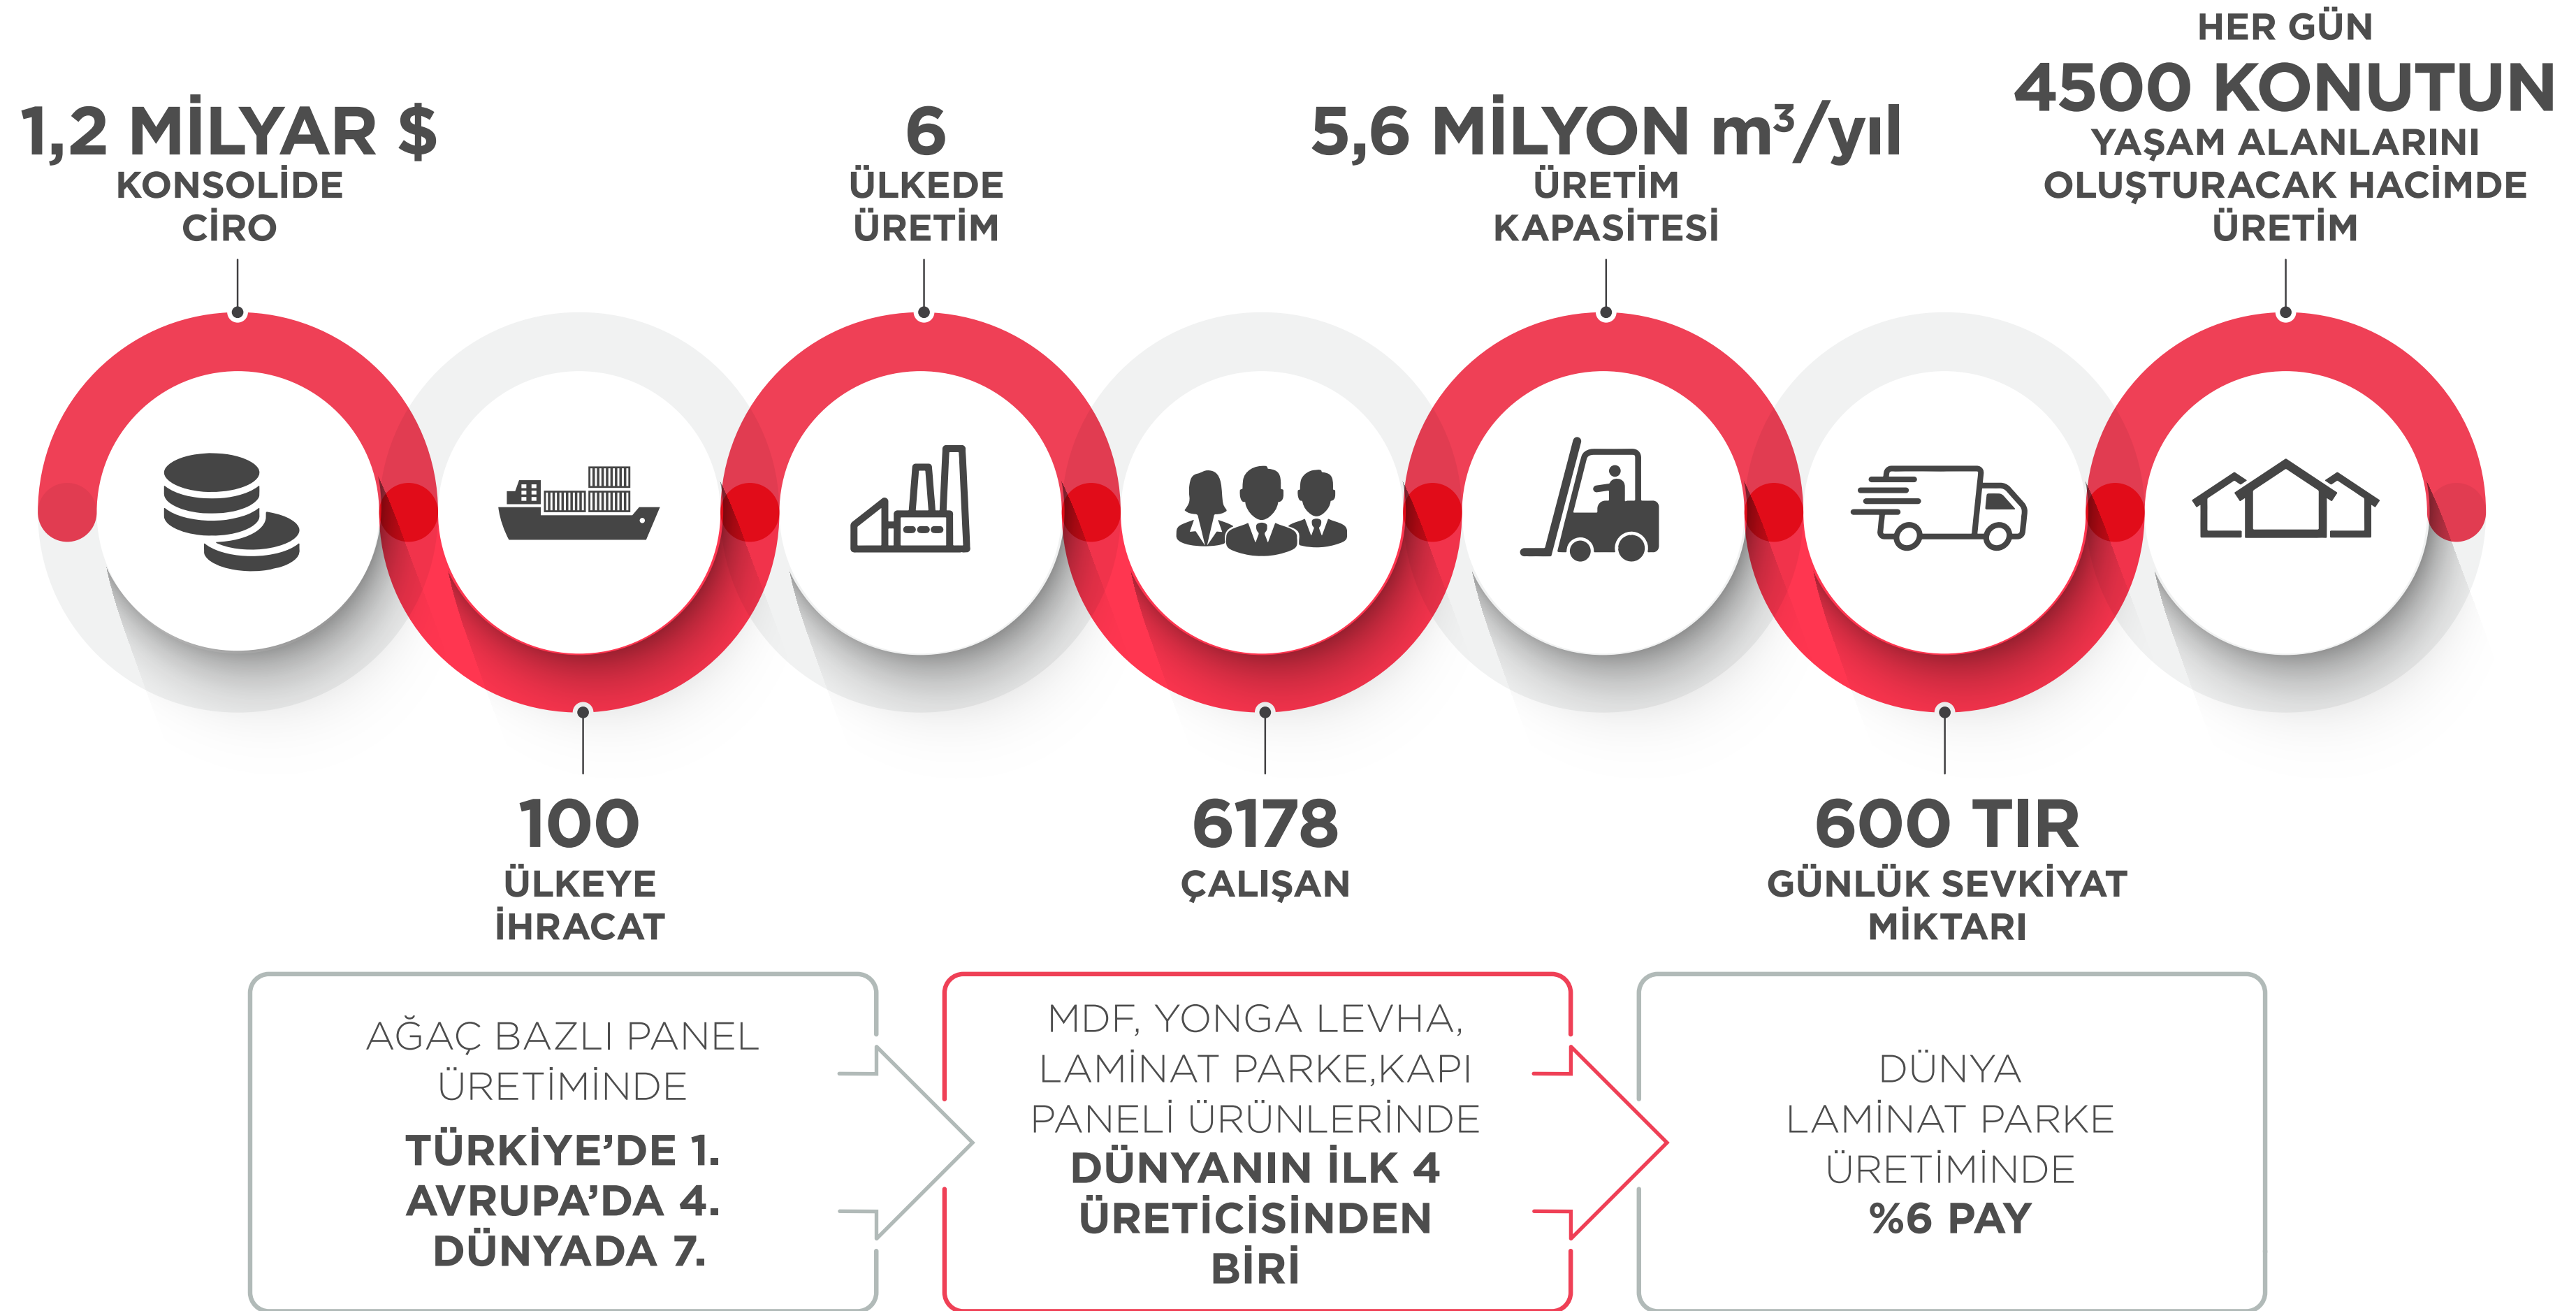 1,2 MİLYAR $
KONSOLİDE
CİRO
100
ÜLKEYE
İHRACAT
6
ÜLKEDE
ÜRETİM
6178
ÇALIŞAN
5,6 MİLYON m³/yıl
ÜRETİM
KAPASİTESİ
600 TIR
GÜNLÜK SEVKİYAT
MİKTARI
HER GÜN
4500 KONUTUN
YAŞAM ALANLARINI
OLUŞTURACAK HACİMDE
ÜRETİM
AĞAÇ BAZLI PANEL
ÜRETİMİNDE
TÜRKİYE’DE 1.
AVRUPA’DA 4.
DÜNYADA 7.
MDF, YONGA LEVHA,
LAMİNAT PARKE,KAPI
PANELİ ÜRÜNLERİNDE
DÜNYANIN İLK 4
ÜRETİCİSİNDEN
BİRİ
DÜNYA
LAMİNAT PARKE
ÜRETİMİNDE
%6 PAY